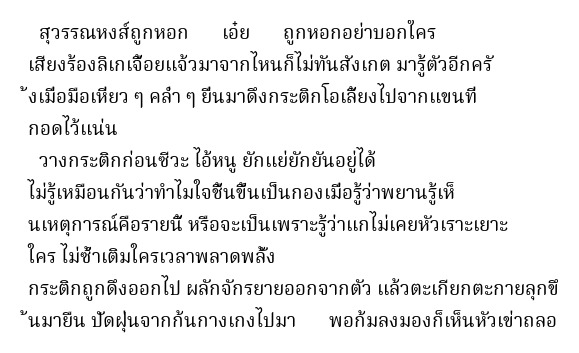 สุวรรณหงส์ถูกหอก เอ๋ย ถูกหอกอย่าบอกใคร
เสียงร้องลิเกเจื้อยแจ้วมาจากไหนก็ไม่ทันสังเกต มารู้ตัวอีกครั
้งเมื่อมือเหี่ยว ๆ คล้ำ ๆ ยื่นมาดึงกระติกโอเลี้ยงไปจากแขนที่
กอดไว้แน่น
วางกระติกก่อนซีวะ ไอ้หนู ยักแย่ยักยันอยู่ได้
ไม่รู้เหมือนกันว่าทำไมใจชื้นขึ้นเป็นกองเมื่อรู้ว่าพยานรู้เห็
นเหตุการณ์คือรายนี้ หรือจะเป็นเพราะรู้ว่าแกไม่เคยหัวเราะเยาะ
ใคร ไม่ซ้ำเติมใครเวลาพลาดพลั้ง
กระติกถูกดึงออกไป ผลักจักรยายออกจากตัว แล้วตะเกียกตะกายลุกขึ
้นมายืน ปัดฝุ่นจากก้นกางเกงไปมา พอก้มลงมองก็เห็นหัวเข่าถลอ